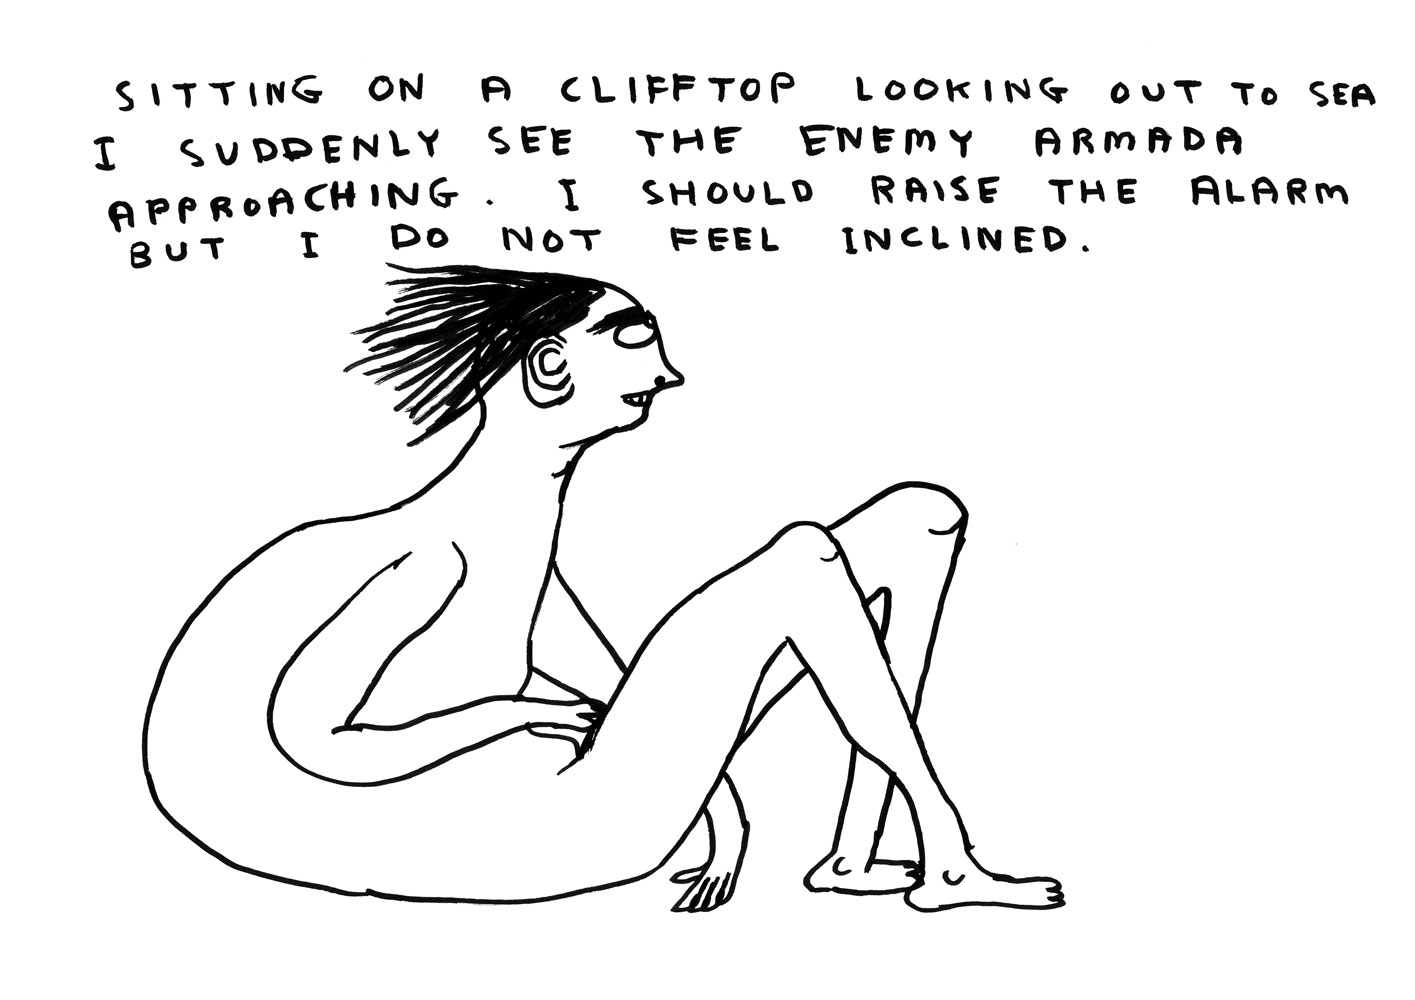 SITTING ON A CLIFFTOP LOOKING OUT TO SEA
I SUDDENLY SEE THE ENEMY ARMADA
APPROACHING. I SHOULD RAISE THE ALARM
BUT I DO NOT FEEL INCLINED.